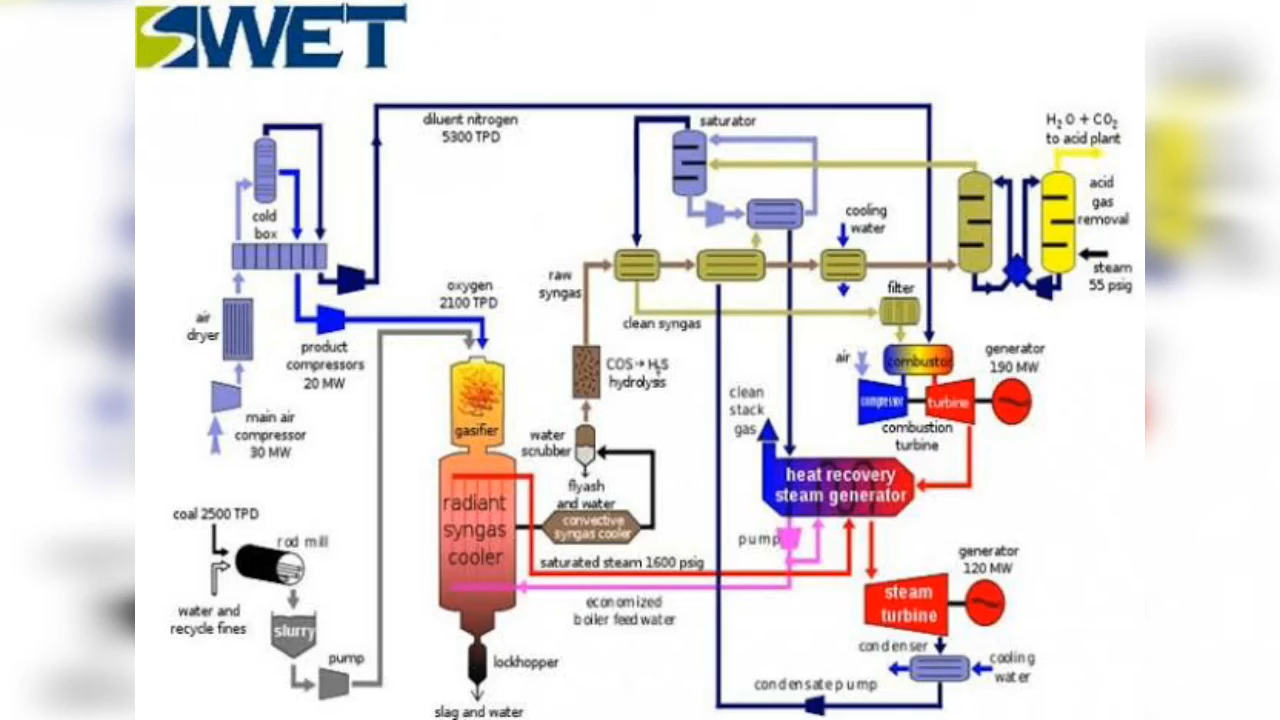 SWET
diluent nitrogen
5300 TPD
saturator
H₂O + CO₂
to acid plant
acid
gas
removal
cold
box
cooling
water
steam
55 psig
raw
syngas
oxygen
2100 TPD
filter
clean syngas
air
dryer
product
compressors
20 MW
COS → H₂S
hydrolysis
air
combustor
generator
190 MW
compressor
turbine
combustion
turbine
clean
stack
gas
main air
compressor
30 MW
gasifier
water
scrubber
flyash
and water
heat recovery
steam generator
radiant
syngas
cooler
convective
syngas cooler
coal 2500 TPD
rod mill
pump
saturated steam 1600 psig
generator
120 MW
water and
recycle fines
slurry
economized
boiler feed water
steam
turbine
pump
lockhopper
condenser
cooling
water
condensate pump
slag and water